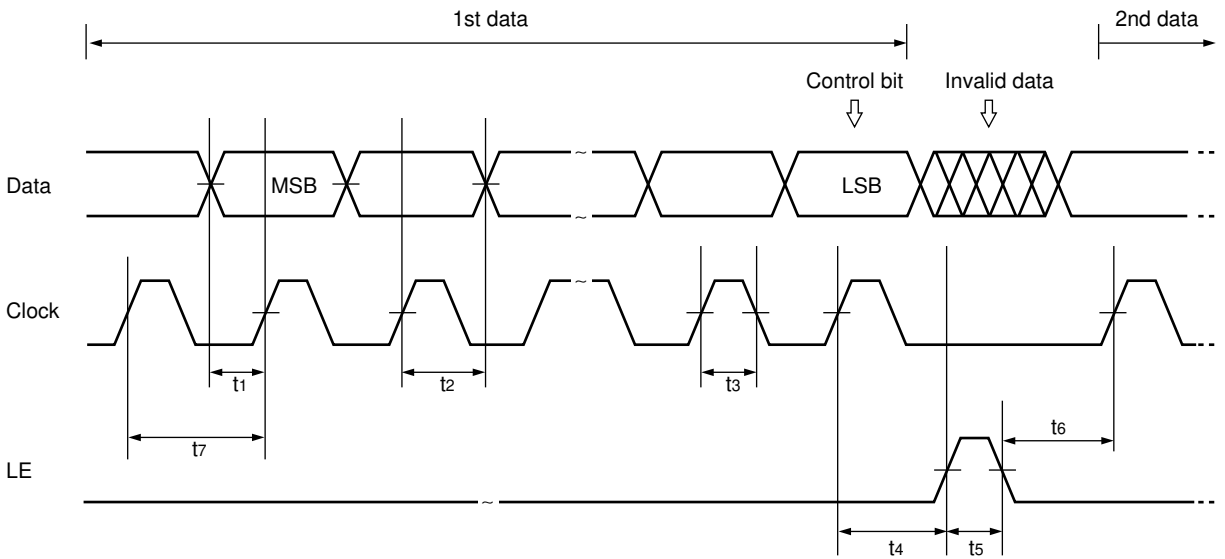 1st data
2nd data
Control bit
Invalid data
Data
MSB
LSB
Clock
t1
t2
t3
t7
t6
LE
t4
t5